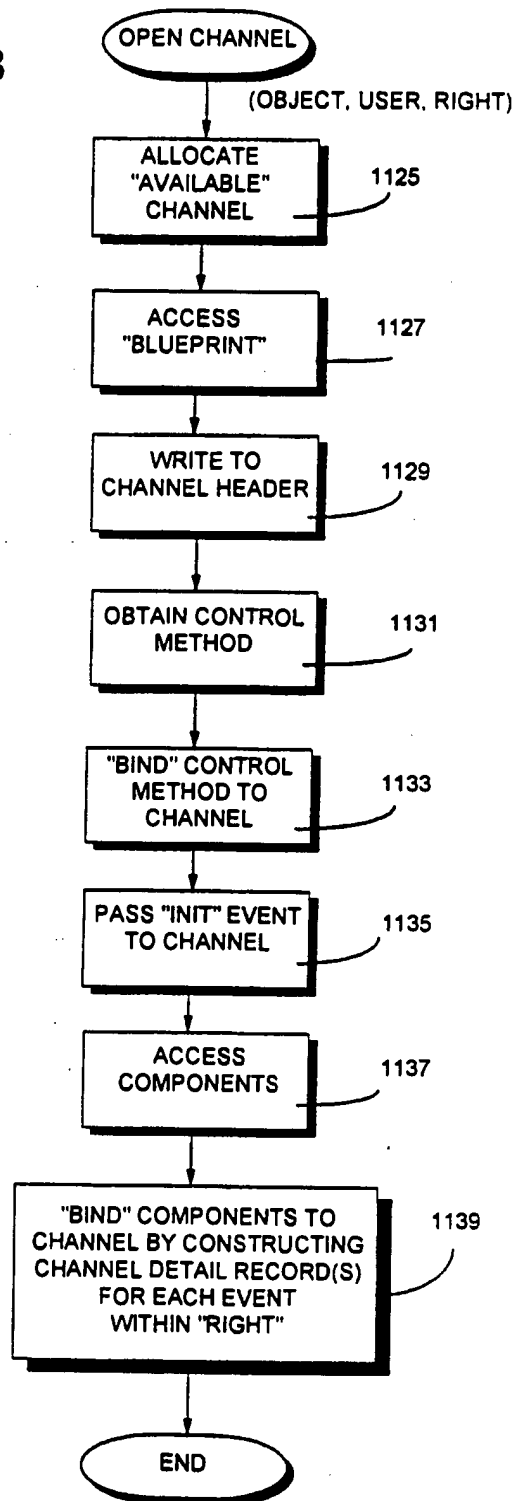 OPEN CHANNEL
(OBJECT, USER, RIGHT)
ALLOCATE
"AVAILABLE"
CHANNEL
1125
ACCESS
"BLUEPRINT"
1127
WRITE TO
CHANNEL HEADER
1129
OBTAIN CONTROL
METHOD
1131
"BIND" CONTROL
METHOD TO
CHANNEL
1133
PASS "INIT" EVENT
TO CHANNEL
1135
ACCESS
COMPONENTS
1137
"BIND" COMPONENTS TO
CHANNEL BY CONSTRUCTING
CHANNEL DETAIL RECORD(S)
FOR EACH EVENT
WITHIN "RIGHT"
1139
END